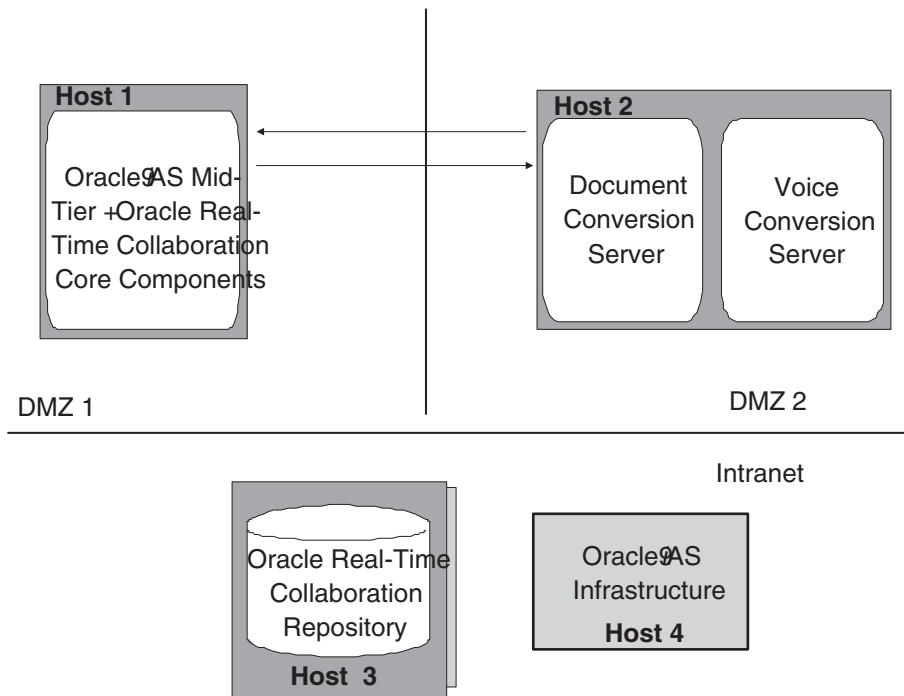 Host 1
Oracle9iAS Mid-
Tier +Oracle Real-
Time Collaboration
Core Components
Host 2
Document
Conversion
Server
Voice
Conversion
Server
DMZ 1
DMZ 2
Intranet
Oracle Real-Time
Collaboration
Repository
Host 3
Oracle9iAS
Infrastructure
Host 4